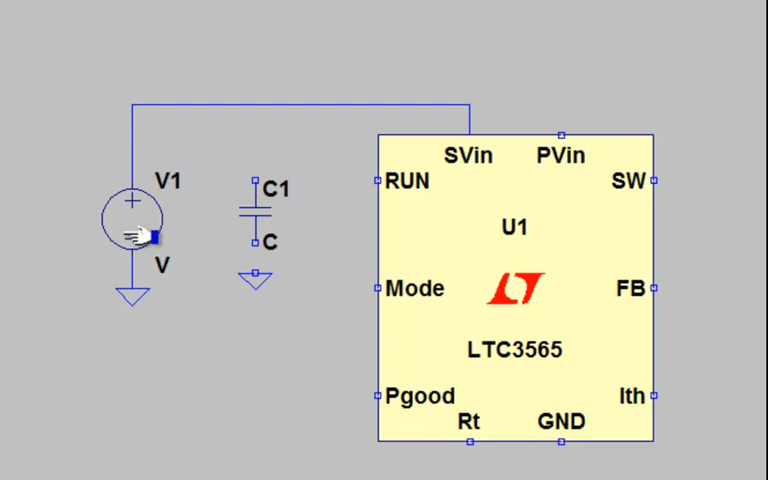 V1
V
C1
C
SVin
PVin
RUN
SW
U1
Mode
FB
LTC3565
Pgood
Ith
Rt
GND